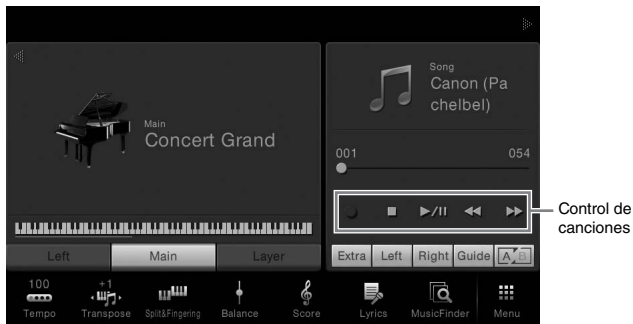 Main
Concert Grand
Song
Canon (Pa
chelbel)
001 054
Control de
canciones
Left Main Layer
Extra Left Right Guide A B
100 +1
Tempo Transpose Split&Fingering Balance Score Lyrics MusicFinder Menu